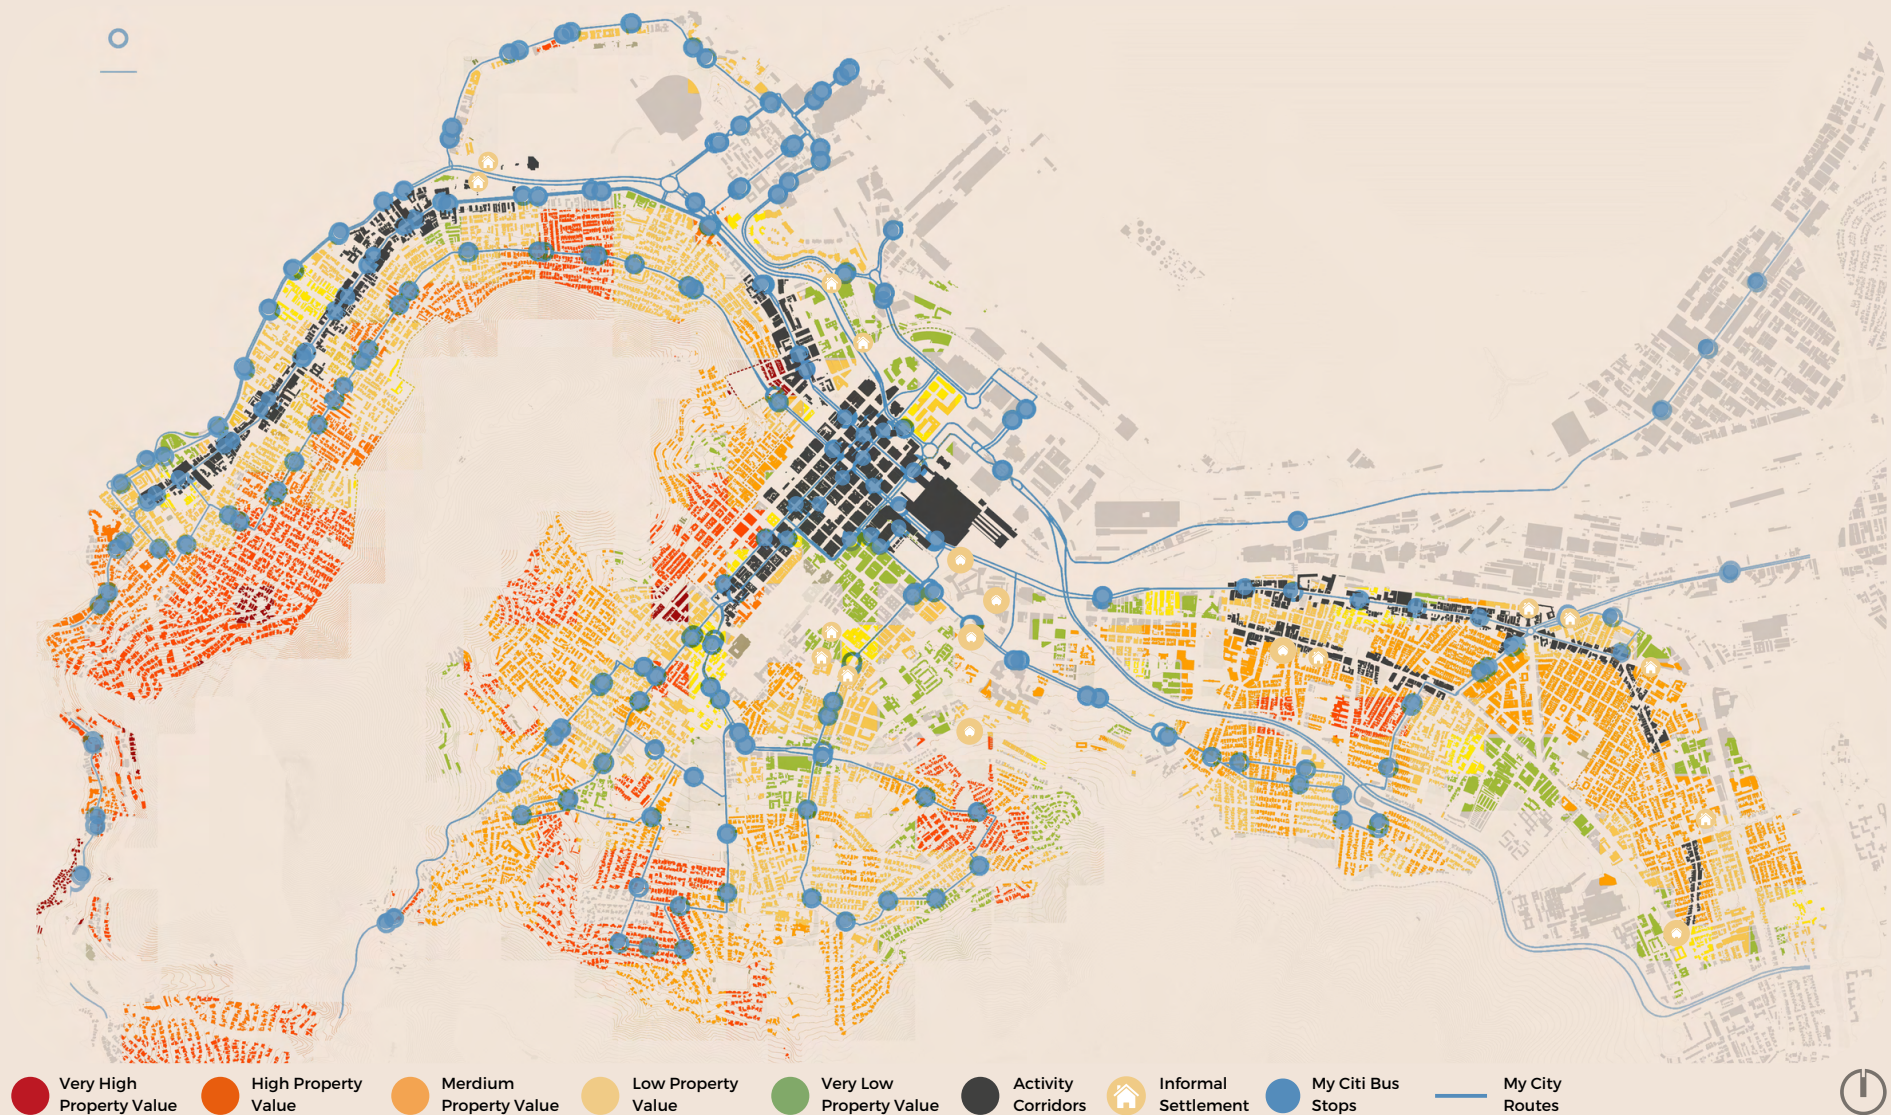 Very High
Property Value
High Property
Value
Merdium
Property Value
Low Property
Value
Very Low
Property Value
Activity
Corridors
Informal
Settlement
My Citi Bus
Stops
My City
Routes